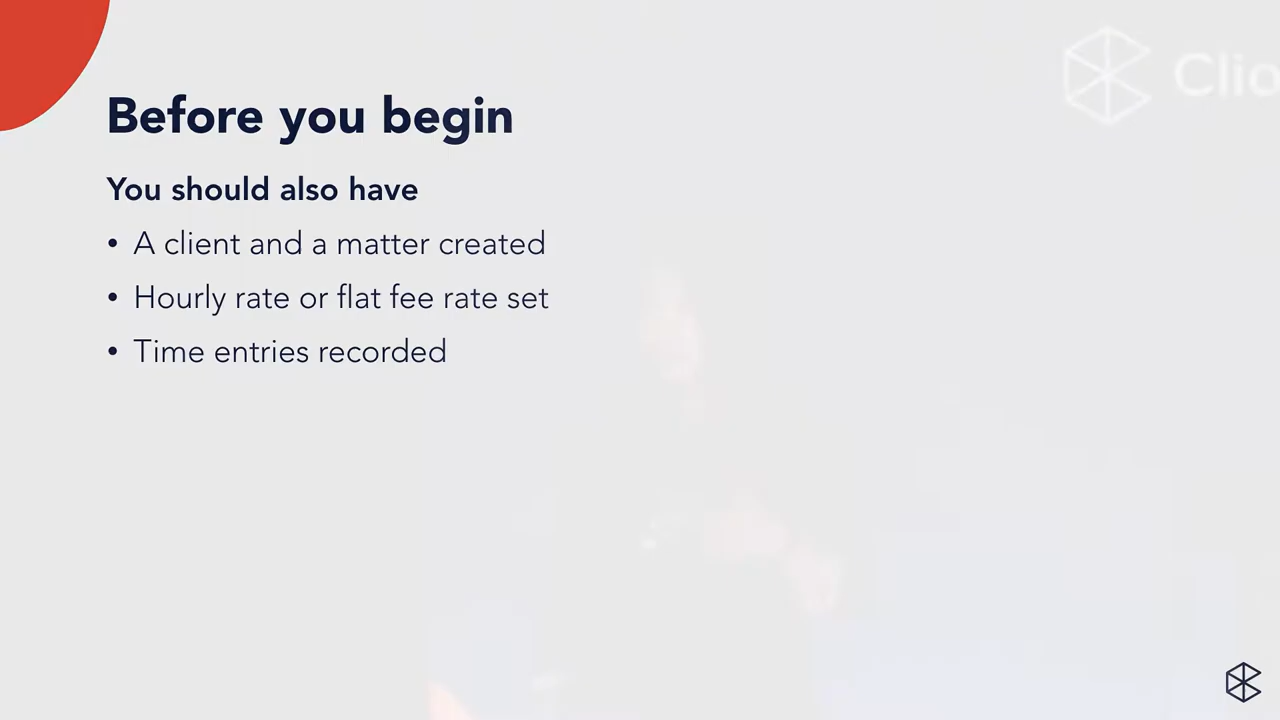 Clio
Before you begin
You should also have
• A client and a matter created
• Hourly rate or flat fee rate set
• Time entries recorded